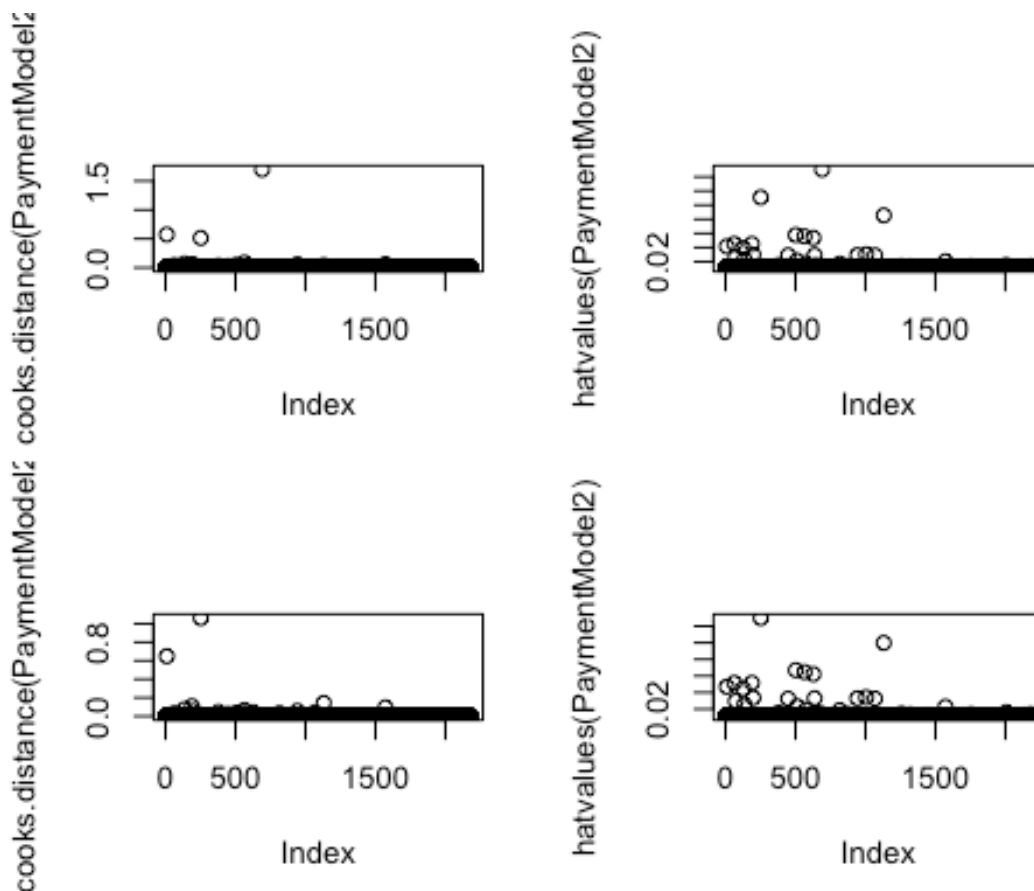 cooks.distance(PaymentModel2
0.0 1.5
0 500 1500
Index
hatvalues(PaymentModel2)
0.02
0 500 1500
Index
cooks.distance(PaymentModel2
0.0 0.8
0 500 1500
Index
hatvalues(PaymentModel2)
0.02
0 500 1500
Index